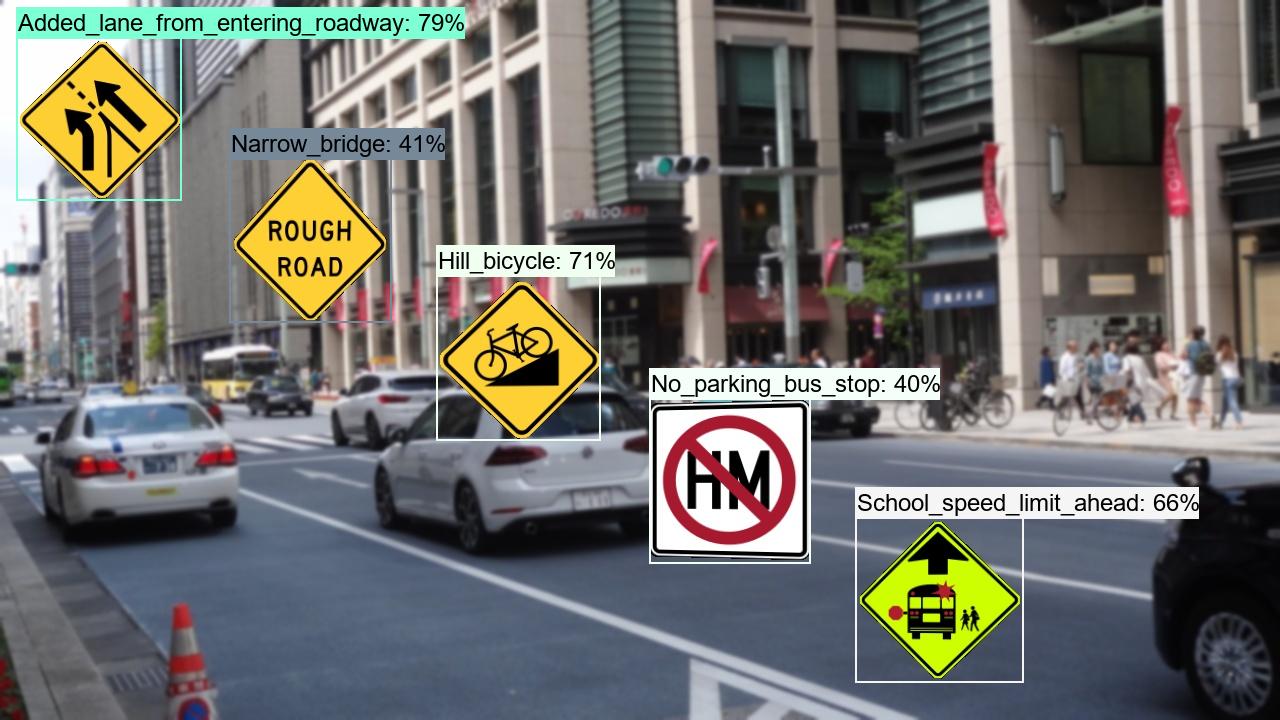 Added_lane_from_entering_roadway: 79%
Narrow_bridge: 41%
ROUGH
ROAD
Hill_bicycle: 71%
No_parking_bus_stop: 40%
HM
School_speed_limit_ahead: 66%